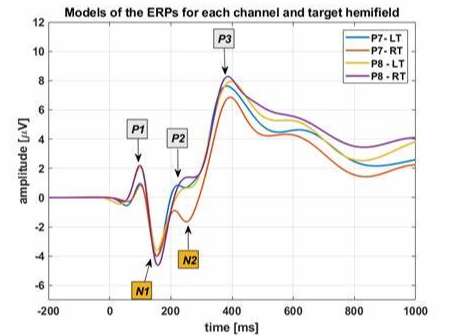 Models of the ERPs for each channel and target hemifield
12
10
8
6
4
2
0
-2
-4
-6
amplitude [μV]
-200
0
200
400
600
800
1000
time [ms]
P1
P2
P3
N1
N2
P7 - LT
P7- RT
P8 - LT
P8 - RT